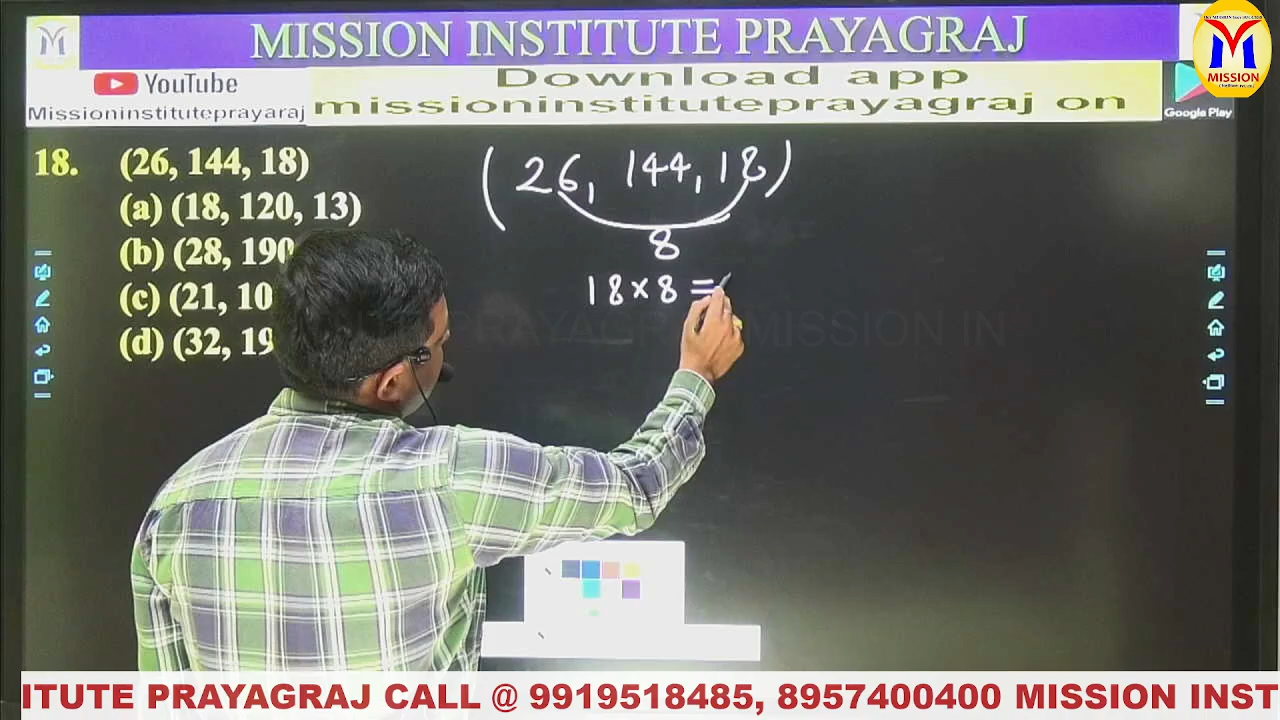 MISSION INSTITUTE PRAYAGRAJ
YouTube
Missioninstituteprayaraj
Download app
missioninstituteprayagraj on
MISSION
Google Play
18. (26, 144, 18)
(a) (18, 120, 13)
(b) (28, 190
(c) (21, 10
(d) (32, 19
(26, 144, 18)
8
18×8=
ITUTE PRAYAGRAJ CALL @ 9919518485, 8957400400 MISSION INST